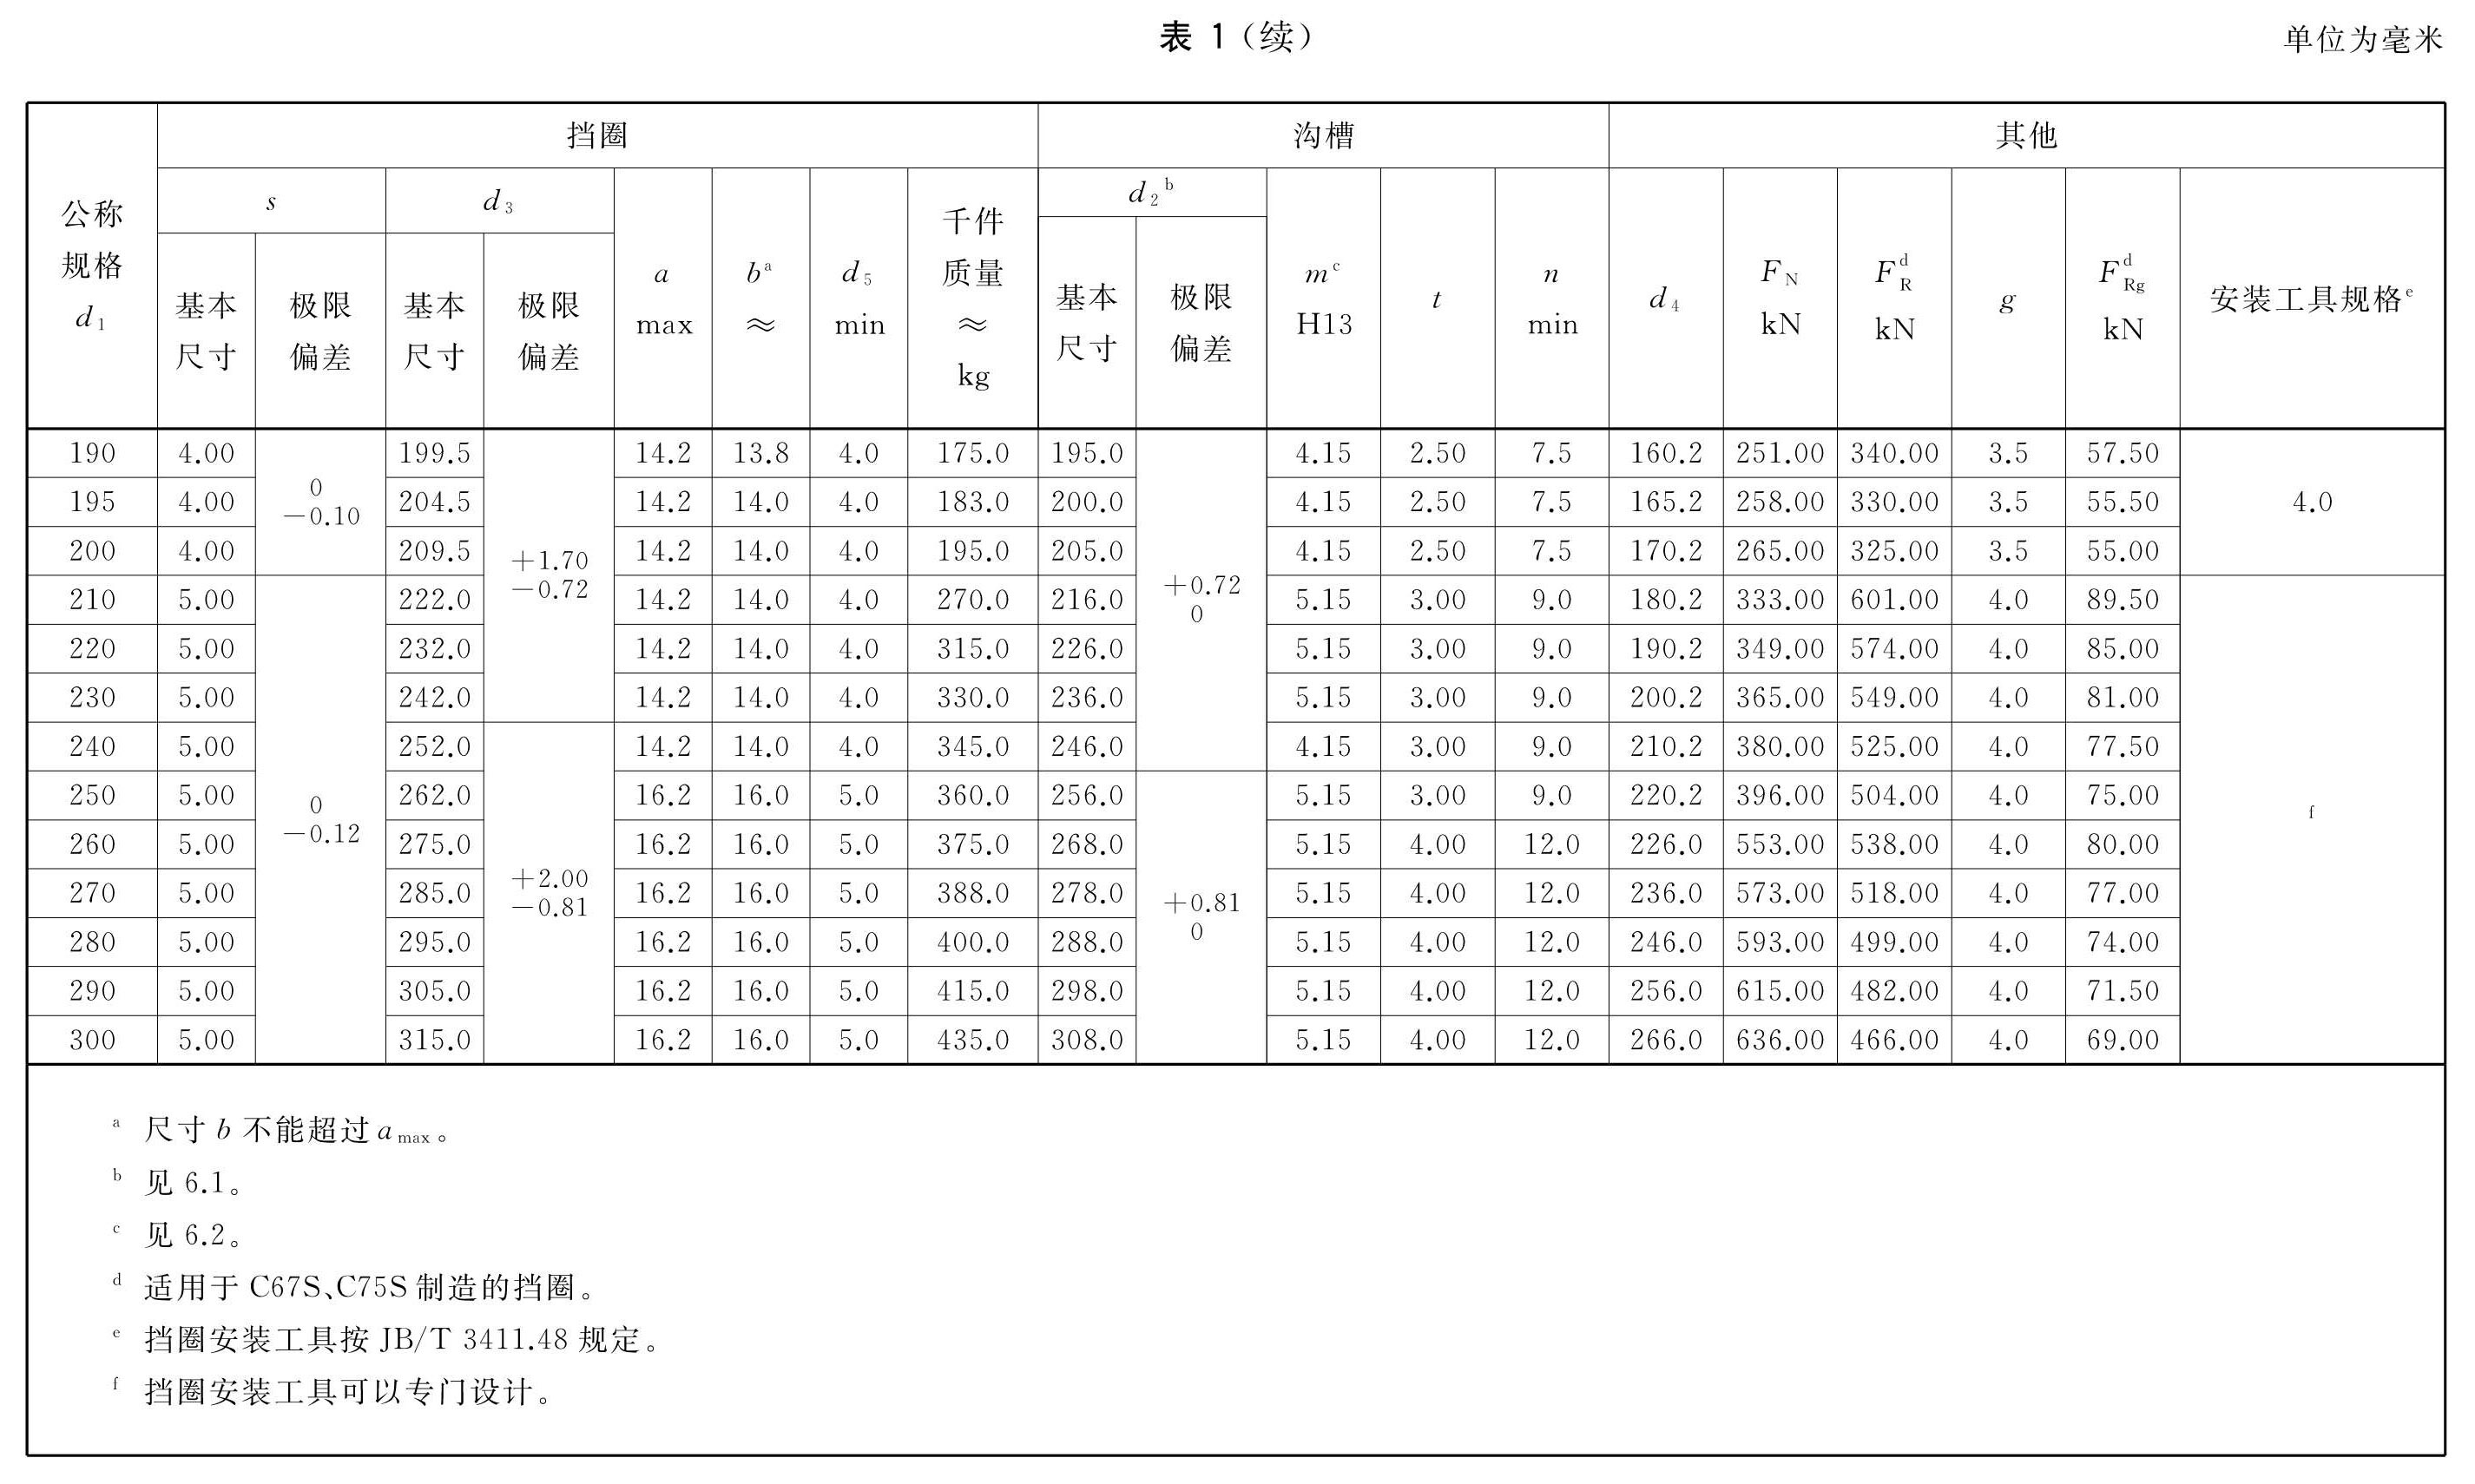 表 1(续)
单位为毫米
公称规格 d1 挡圈 沟槽 其他
s d3 a max bᵃ ≈ d5 min 千件质量 ≈ kg d2ᵇ mᶜ H13 t n min d4 FN kN FRᵈ kN g FRgᵈ kN 安装工具规格ᵉ
基本尺寸 极限偏差 基本尺寸 极限偏差 基本尺寸 极限偏差
190 4.00 0 −0.10 199.5 +1.70 −0.72 14.2 13.8 4.0 175.0 195.0 +0.72 0 4.15 2.50 7.5 160.2 251.00 340.00 3.5 57.50 4.0
195 4.00 204.5 14.2 14.0 4.0 183.0 200.0 4.15 2.50 7.5 165.2 258.00 330.00 3.5 55.50
200 4.00 209.5 14.2 14.0 4.0 195.0 205.0 4.15 2.50 7.5 170.2 265.00 325.00 3.5 55.00
210 5.00 0 −0.12 222.0 14.2 14.0 4.0 270.0 216.0 5.15 3.00 9.0 180.2 333.00 601.00 4.0 89.50 f
220 5.00 232.0 14.2 14.0 4.0 315.0 226.0 5.15 3.00 9.0 190.2 349.00 574.00 4.0 85.00
230 5.00 242.0 14.2 14.0 4.0 330.0 236.0 5.15 3.00 9.0 200.2 365.00 549.00 4.0 81.00
240 5.00 252.0 +2.00 −0.81 14.2 14.0 4.0 345.0 246.0 4.15 3.00 9.0 210.2 380.00 525.00 4.0 77.50
250 5.00 262.0 16.2 16.0 5.0 360.0 256.0 +0.81 0 5.15 3.00 9.0 220.2 396.00 504.00 4.0 75.00
260 5.00 275.0 16.2 16.0 5.0 375.0 268.0 5.15 4.00 12.0 226.0 553.00 538.00 4.0 80.00
270 5.00 285.0 16.2 16.0 5.0 388.0 278.0 5.15 4.00 12.0 236.0 573.00 518.00 4.0 77.00
280 5.00 295.0 16.2 16.0 5.0 400.0 288.0 5.15 4.00 12.0 246.0 593.00 499.00 4.0 74.00
290 5.00 305.0 16.2 16.0 5.0 415.0 298.0 5.15 4.00 12.0 256.0 615.00 482.00 4.0 71.50
300 5.00 315.0 16.2 16.0 5.0 435.0 308.0 5.15 4.00 12.0 266.0 636.00 466.00 4.0 69.00
a 尺寸 b 不能超过 amax。
b 见 6.1。
c 见 6.2。
d 适用于 C67S、C75S 制造的挡圈。
e 挡圈安装工具按 JB/T 3411.48 规定。
f 挡圈安装工具可以专门设计。